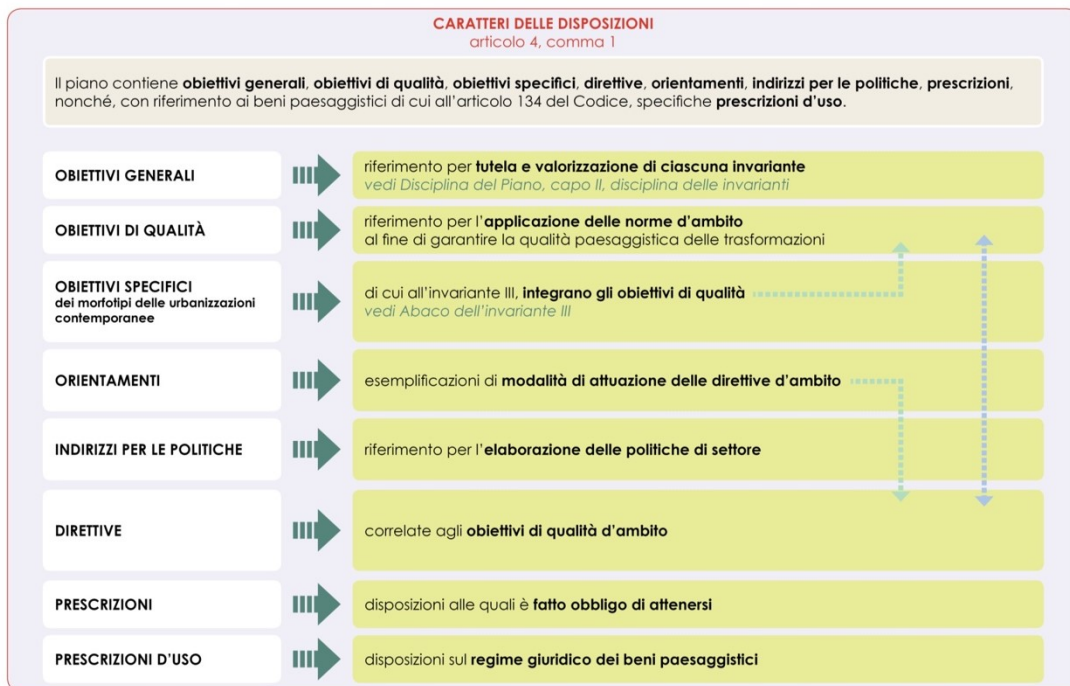 CARATTERI DELLE DISPOSIZIONI
articolo 4, comma 1
Il piano contiene obiettivi generali, obiettivi di qualità, obiettivi specifici, direttive, orientamenti, indirizzi per le politiche, prescrizioni,
nonché, con riferimento ai beni paesaggistici di cui all'articolo 134 del Codice, specifiche prescrizioni d'uso.
OBIETTIVI GENERALI
riferimento per tutela e valorizzazione di ciascuna invariante
vedi Disciplina del Piano, capo II, disciplina delle invarianti
OBIETTIVI DI QUALITÀ
riferimento per l'applicazione delle norme d'ambito
al fine di garantire la qualità paesaggistica delle trasformazioni
OBIETTIVI SPECIFICI
dei morfotipi delle urbanizzazioni
contemporanee
di cui all'invariante III, integrano gli obiettivi di qualità
vedi Abaco dell'invariante III
ORIENTAMENTI
esemplificazioni di modalità di attuazione delle direttive d'ambito
INDIRIZZI PER LE POLITICHE
riferimento per l'elaborazione delle politiche di settore
DIRETTIVE
correlate agli obiettivi di qualità d'ambito
PRESCRIZIONI
disposizioni alle quali è fatto obbligo di attenersi
PRESCRIZIONI D'USO
disposizioni sul regime giuridico dei beni paesaggistici